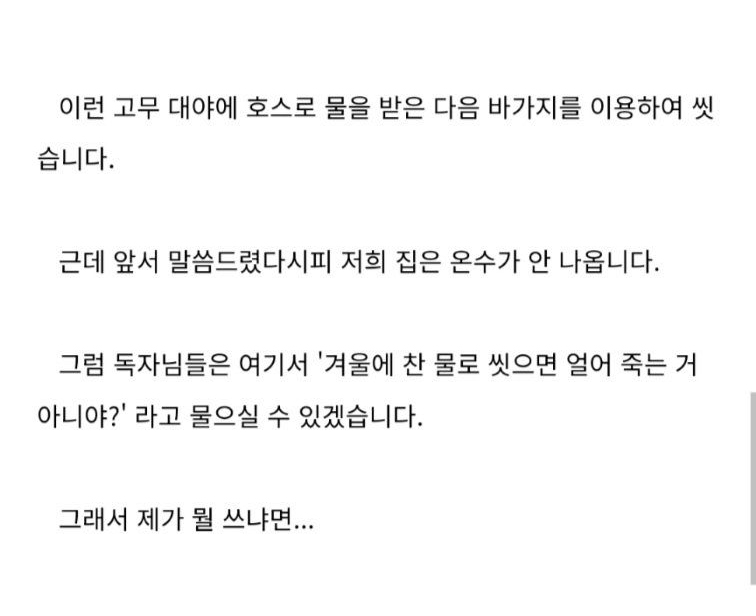 이런 고무 대야에 호스로 물을 받은 다음 바가지를 이용하여 씻
습니다.
근데 앞서 말씀드렸다시피 저희 집은 온수가 안 나옵니다.
그럼 독자님들은 여기서 '겨울에 찬 물로 씻으면 얼어 죽는 거
아니야?' 라고 물으실 수 있겠습니다.
그래서 제가 뭘 쓰냐면...